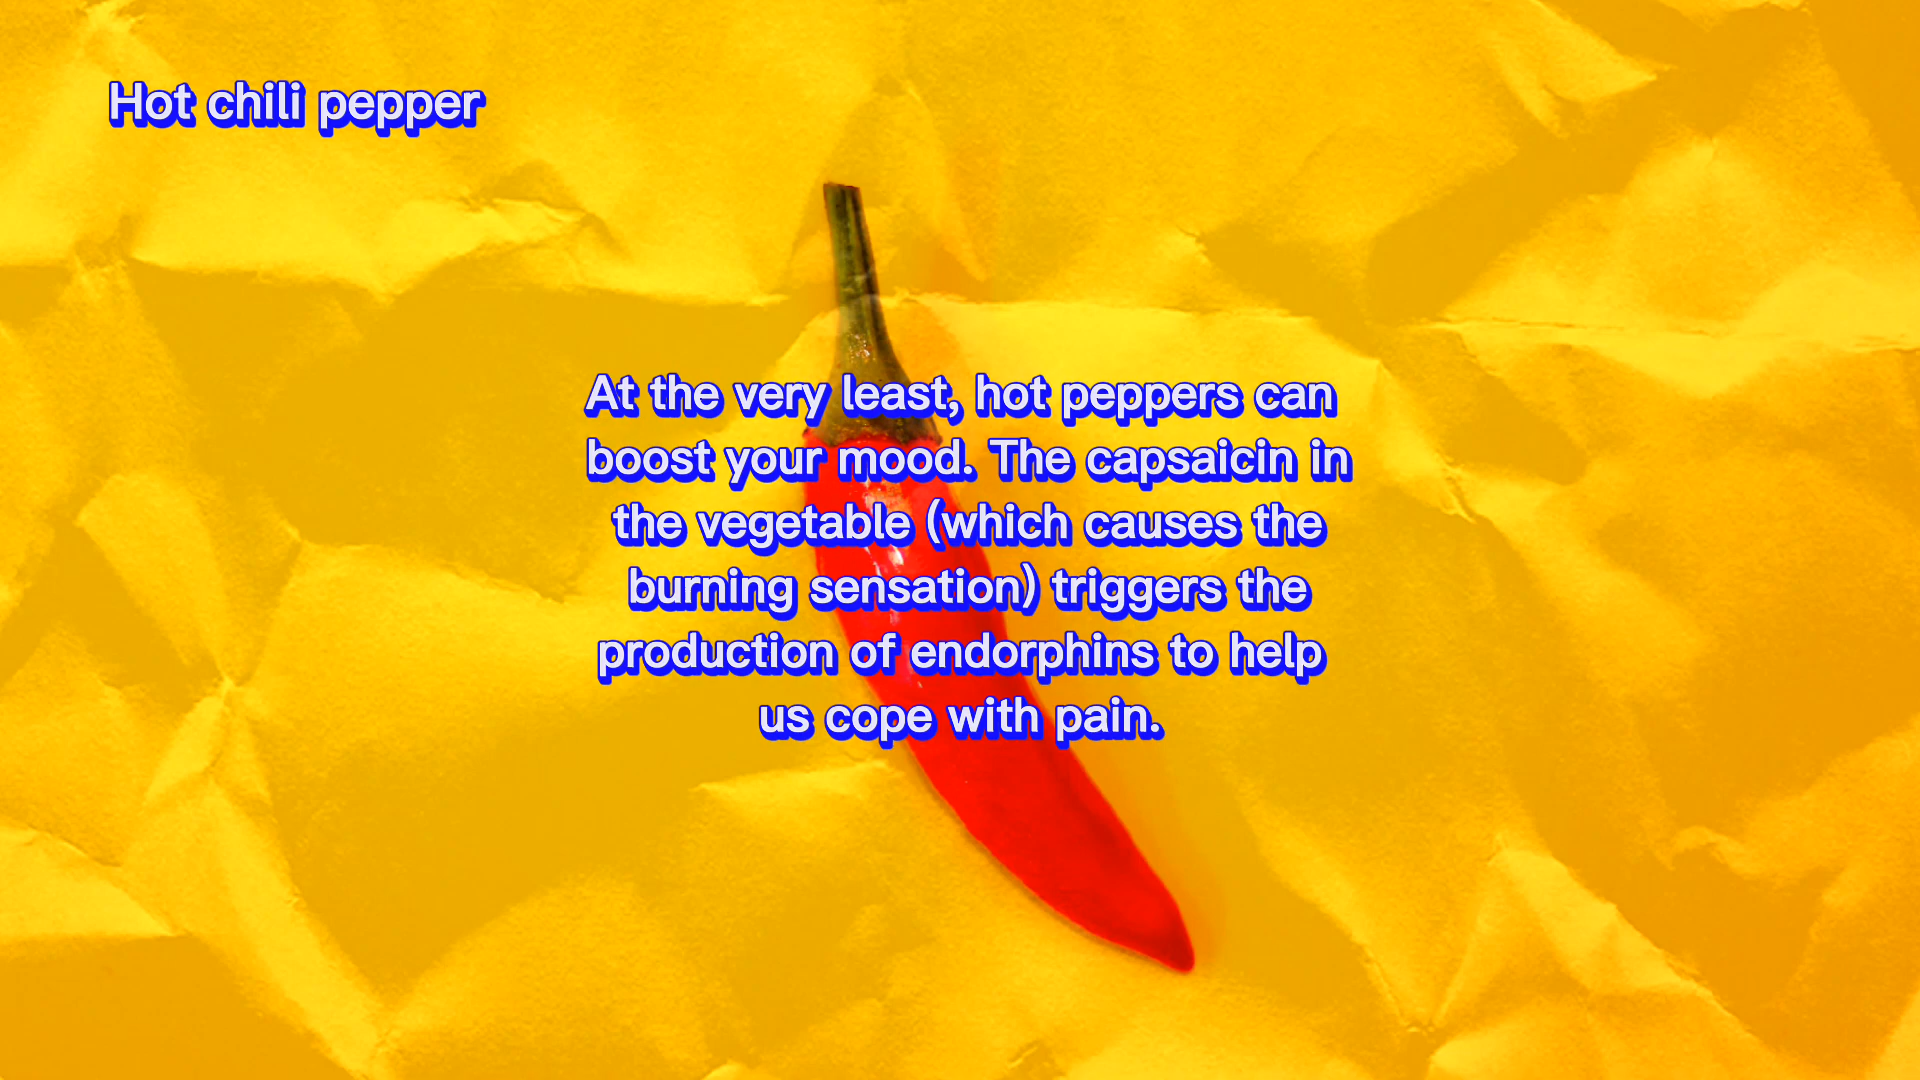 Hot chili pepper
At the very least, hot peppers can
boost your mood. The capsaicin in
the vegetable (which causes the
burning sensation) triggers the
production of endorphins to help
us cope with pain.